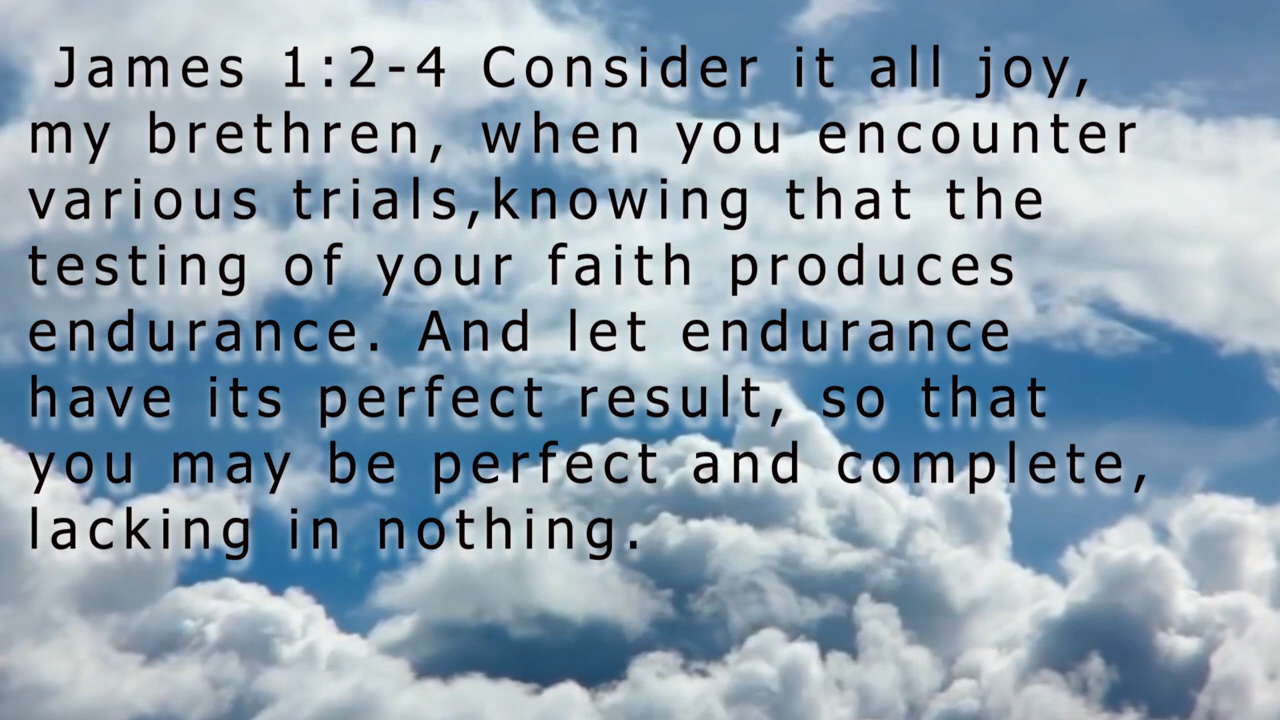 James 1:2-4 Consider it all joy,
my brethren, when you encounter
various trials,knowing that the
testing of your faith produces
endurance. And let endurance
have its perfect result, so that
you may be perfect and complete,
lacking in nothing.